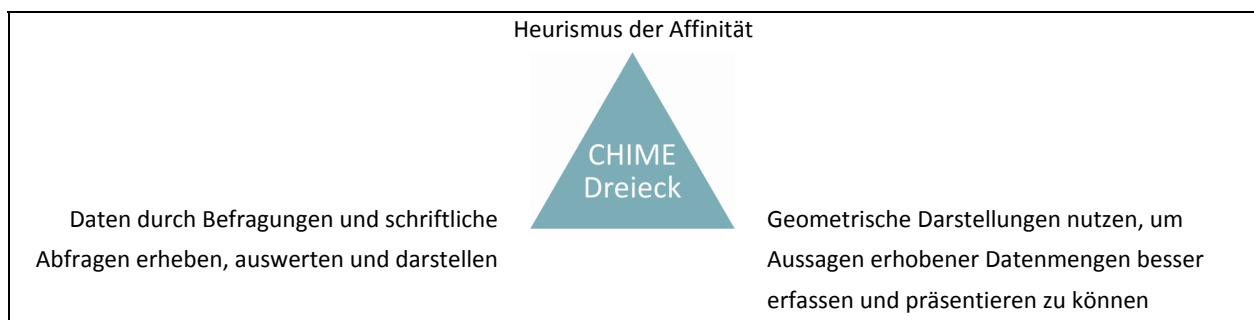 Heurismus der Affinität
CHIME
Dreieck
Daten durch Befragungen und schriftliche
Abfragen erheben, auswerten und darstellen
Geometrische Darstellungen nutzen, um
Aussagen erhobener Datenmengen besser
erfassen und präsentieren zu können